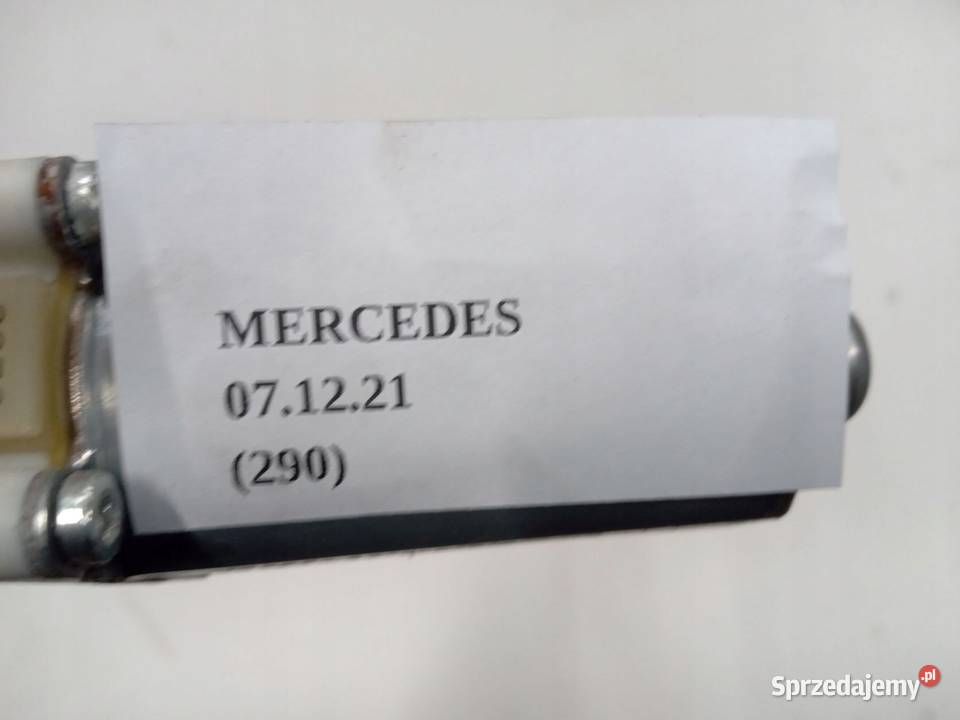 MERCEDES
07.12.21
(290)
Sprzedajemy.pl